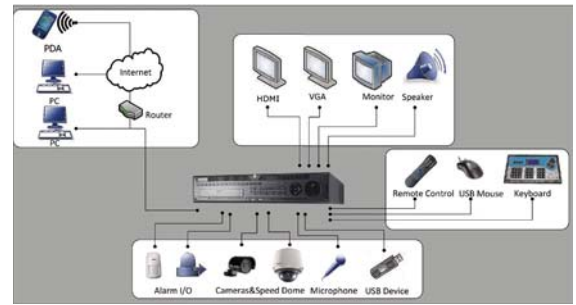 PDA
Internet
PC
Router
PC
HDMI
VGA
Monitor
Speaker
Remote Control
USB Mouse
Keyboard
Alarm I/O
Cameras&Speed Dome
Microphone
USB Device